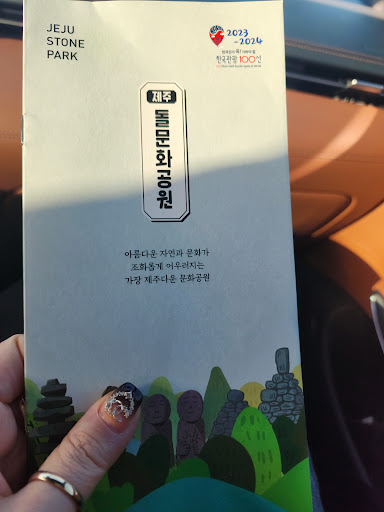 JEJU
STONE
PARK
2023
-2024
한국관광 100선
제주
돌문화공원
아름다운 자연과 문화가
조화롭게 어우러지는
가장 제주다운 문화공원